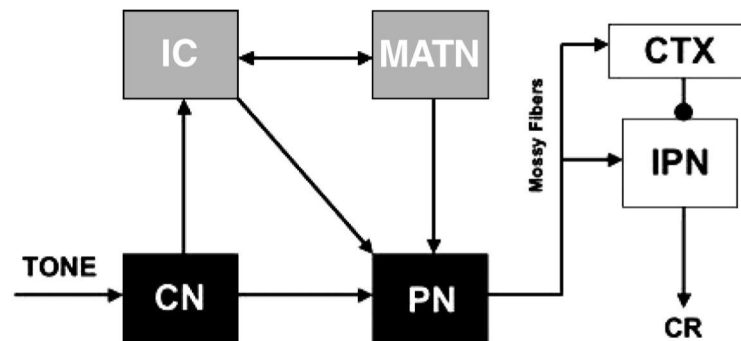 IC
MATN
CTX
Mossy Fibers
IPN
TONE
CN
PN
CR